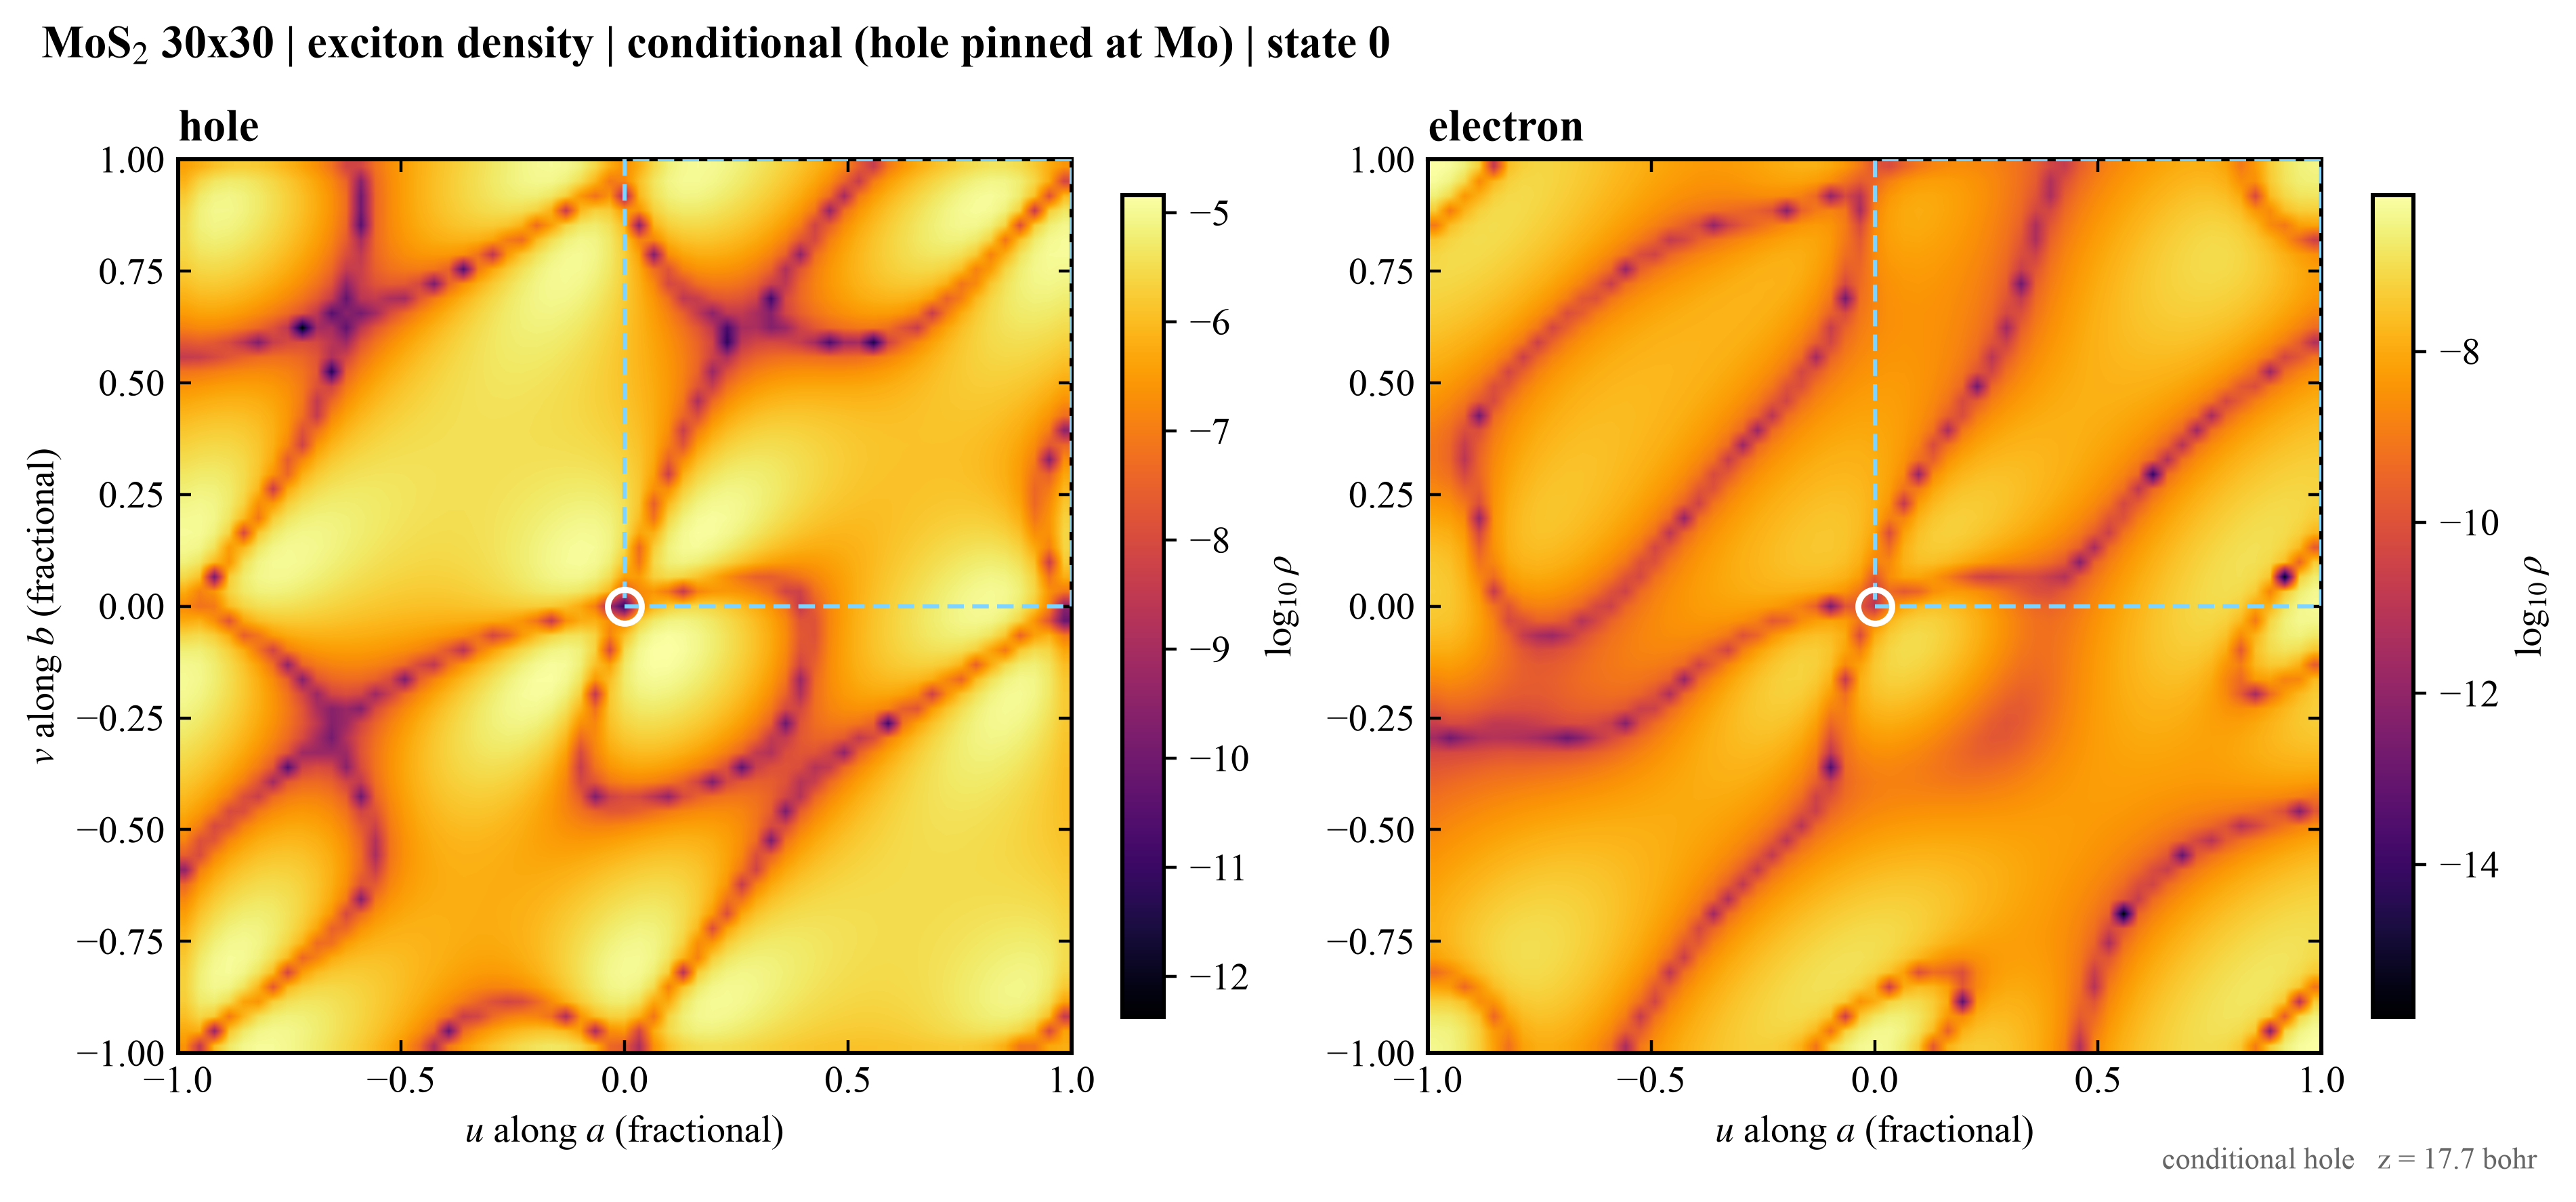 MoS₂ 30x30 | exciton density | conditional (hole pinned at Mo) | state 0
hole
1.00
0.75
0.50
0.25
0.00
−0.25
−0.50
−0.75
−1.00
v along b (fractional)
−1.0 −0.5 0.0 0.5 1.0
u along a (fractional)
−5
−6
−7
−8
−9
−10
−11
−12
log₁₀ ρ
electron
1.00
0.75
0.50
0.25
0.00
−0.25
−0.50
−0.75
−1.00
−1.0 −0.5 0.0 0.5 1.0
u along a (fractional)
−8
−10
−12
−14
log₁₀ ρ
conditional hole z = 17.7 bohr